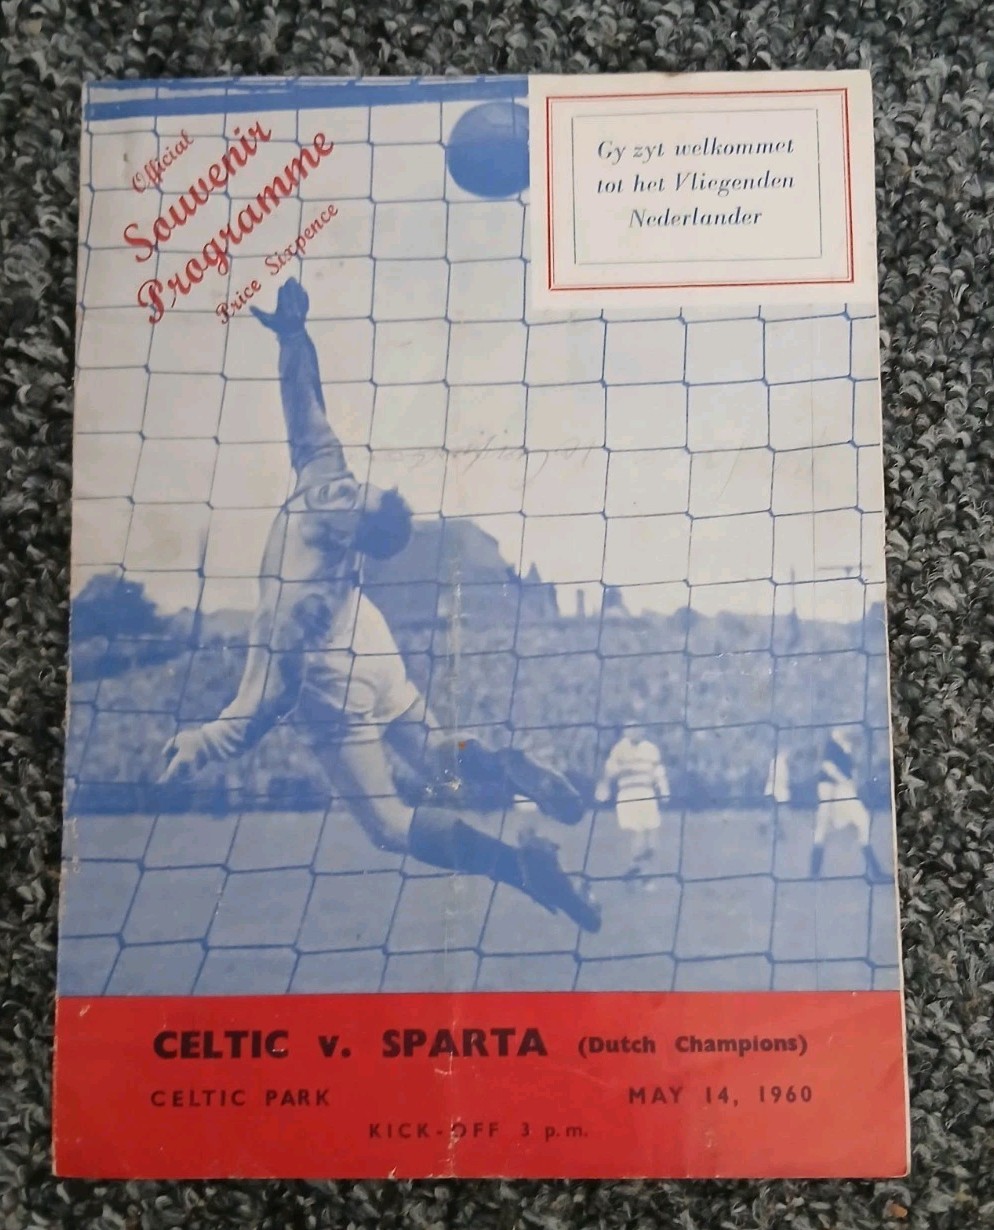 Official
Souvenir
Programme
Price Sixpence
Gy zyt welkommet
tot het Vliegenden
Nederlander
CELTIC v. SPARTA (Dutch Champions)
CELTIC PARK MAY 14, 1960
KICK-OFF 3 p.m.